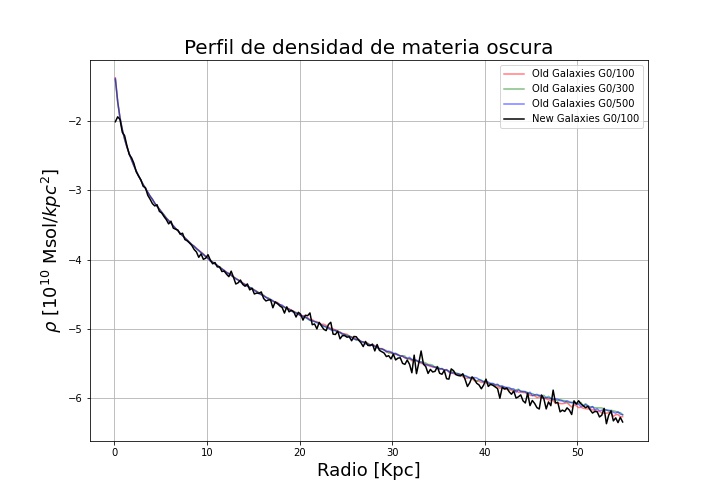 Perfil de densidad de materia oscura
Old Galaxies G0/100
Old Galaxies G0/300
Old Galaxies G0/500
New Galaxies G0/100
ρ [10¹⁰ Msol/kpc²]
−2
−3
−4
−5
−6
0 10 20 30 40 50
Radio [Kpc]